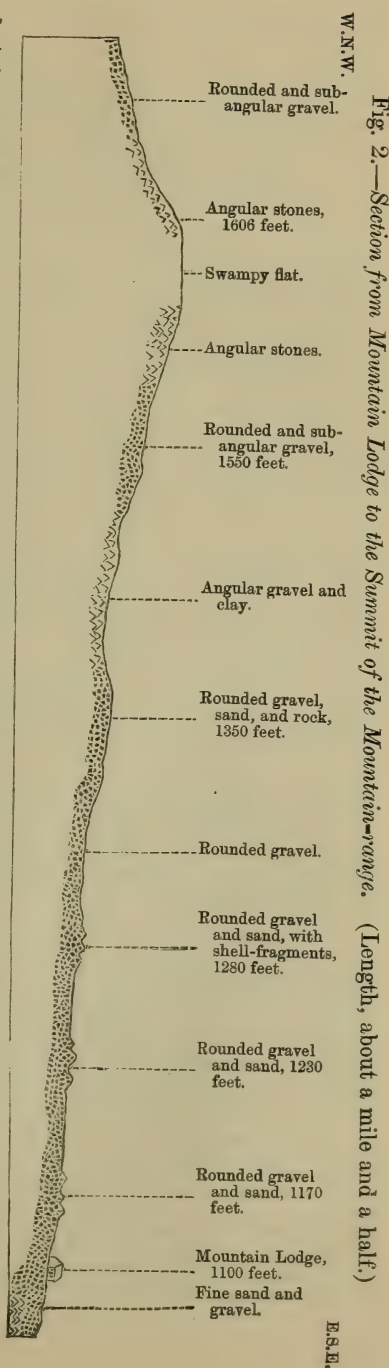 Fig. 2.—Section from Mountain Lodge to the Summit of the Mountain-range. (Length, about a mile and a half.)
W.N.W.
E.S.E.
Rounded and sub-
angular gravel.
Angular stones,
1606 feet.
Swampy flat.
Angular stones.
Rounded and sub-
angular gravel,
1550 feet.
Angular gravel and
clay.
Rounded gravel,
sand, and rock,
1350 feet.
Rounded gravel.
Rounded gravel
and sand, with
shell-fragments,
1280 feet.
Rounded gravel
and sand, 1230
feet.
Rounded gravel
and sand, 1170
feet.
Mountain Lodge,
1100 feet.
Fine sand and
gravel.